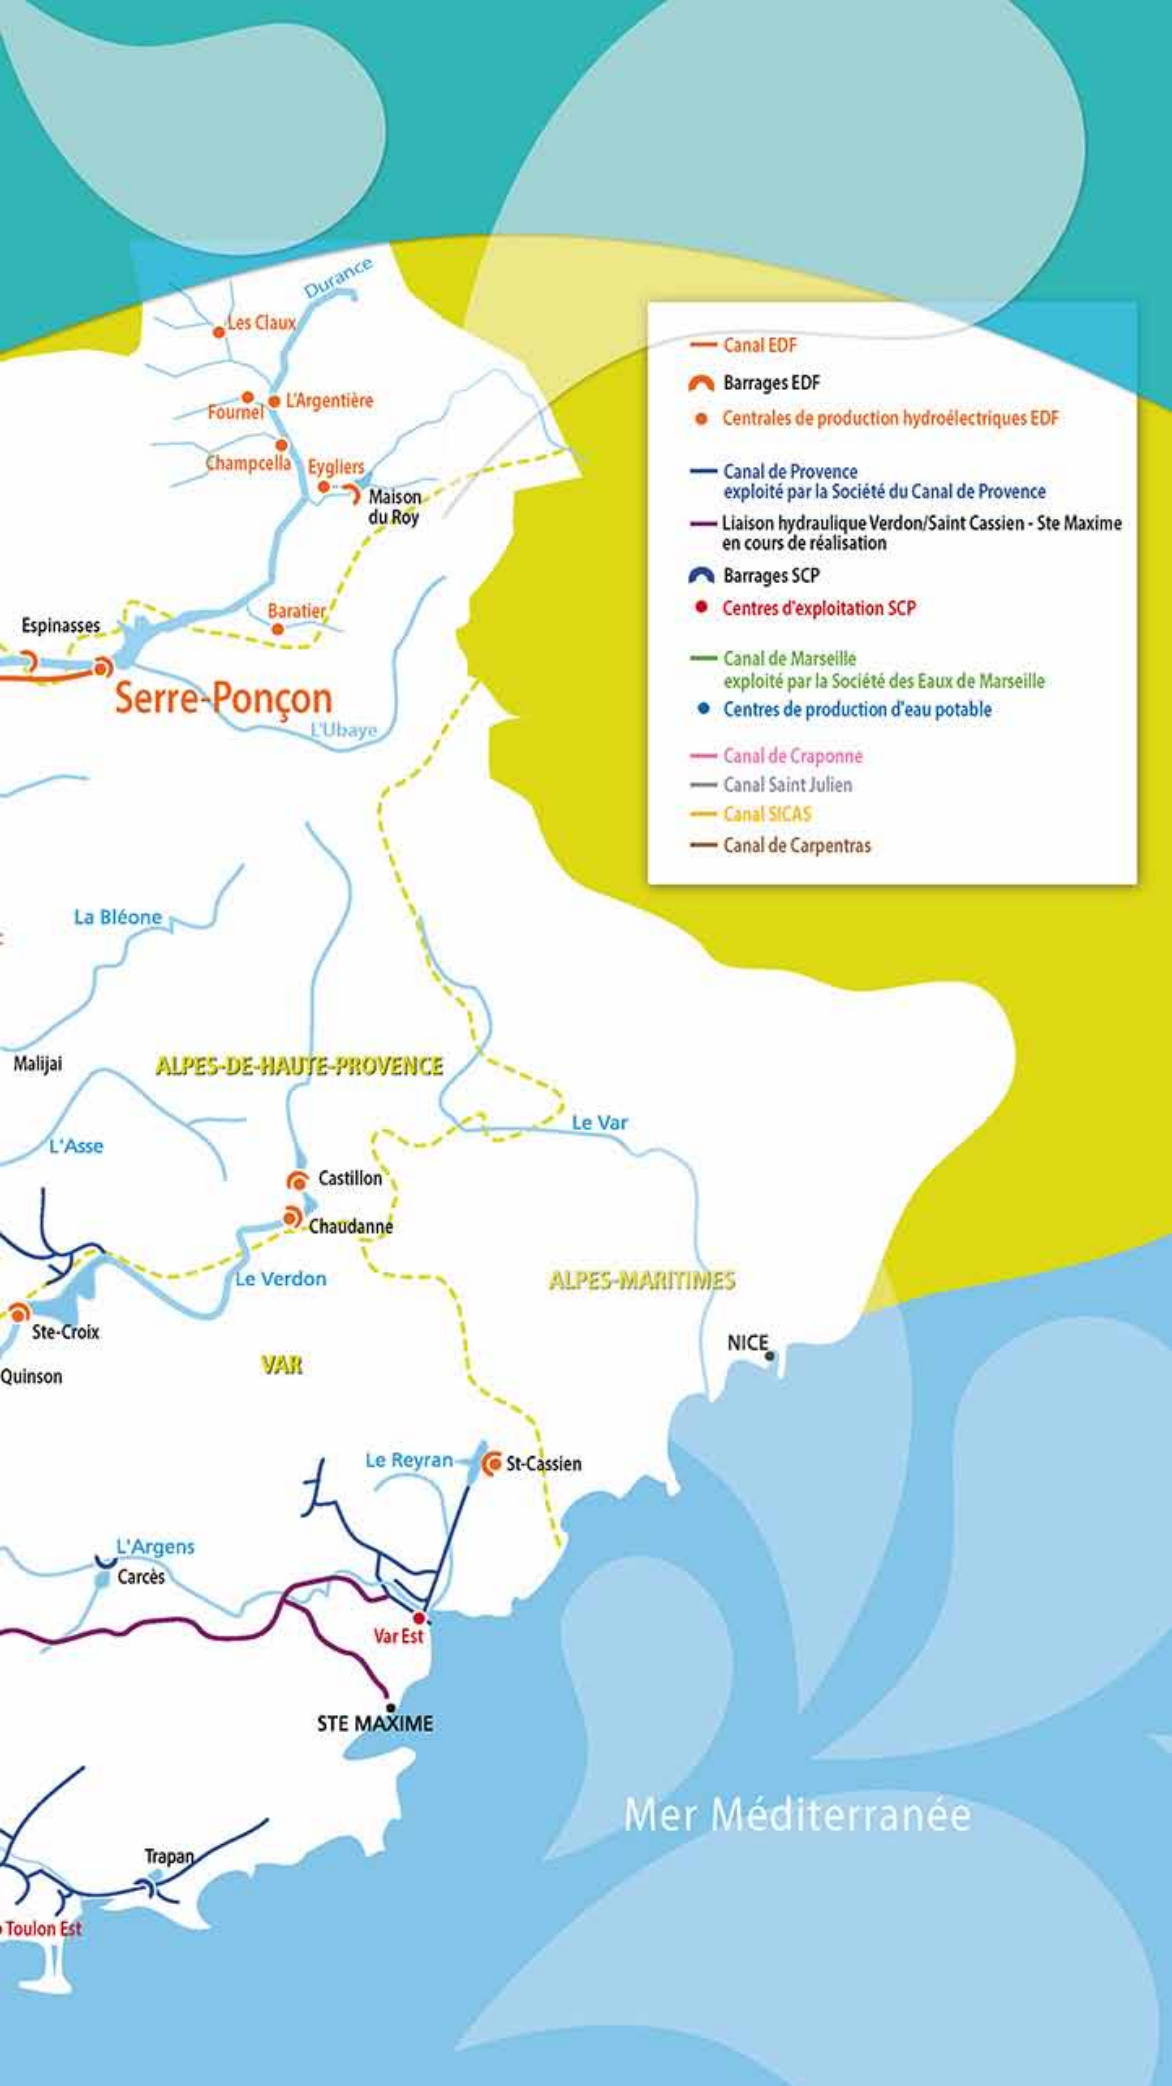 Durance
Les Claux
L'Argentière
Fournel
Champcella
Eygliers
Maison
du Roy
Baratier
Espinasses
Serre-Ponçon
L'Ubaye
Canal EDF
Barrages EDF
Centrales de production hydroélectriques EDF
Canal de Provence
exploité par la Société du Canal de Provence
Liaison hydraulique Verdon/Saint Cassien - Ste Maxime
en cours de réalisation
Barrages SCP
Centres d'exploitation SCP
Canal de Marseille
exploité par la Société des Eaux de Marseille
Centres de production d'eau potable
Canal de Craponne
Canal Saint Julien
Canal SICAS
Canal de Carpentras
La Bléone
Malijai
ALPES-DE-HAUTE-PROVENCE
L'Asse
Le Var
Castillon
Chaudanne
Le Verdon
ALPES-MARITIMES
Ste-Croix
NICE
VAR
Quinson
Le Reyran
St-Cassien
L'Argens
Carcès
Var Est
STE MAXIME
Mer Méditerranée
Trapan
Toulon Est